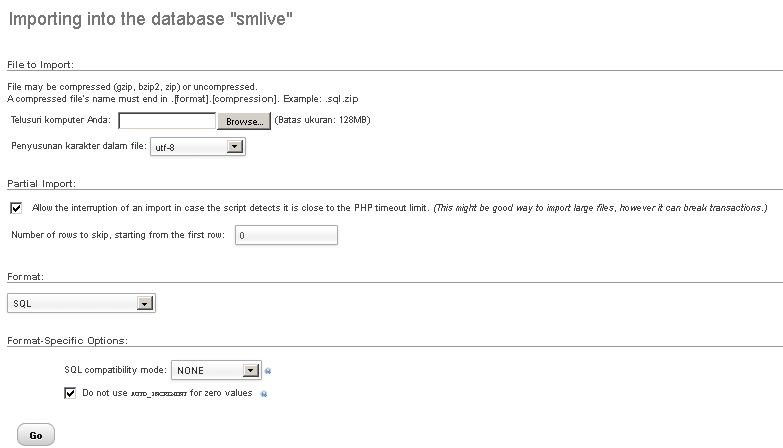 Importing into the database "smlive"
File to Import:
File may be compressed (gzip, bzip2, zip) or uncompressed.
A compressed file's name must end in .[format].[compression]. Example: .sql.zip
Telusuri komputer Anda: Browse... (Batas ukuran: 128MB)
Penyusunan karakter dalam file: utf-8
Partial Import:
Allow the interruption of an import in case the script detects it is close to the PHP timeout limit. (This might be good way to import large files, however it can break transactions.)
Number of rows to skip, starting from the first row: 0
Format:
SQL
Format-Specific Options:
SQL compatibility mode: NONE
Do not use AUTO_INCREMENT for zero values
Go